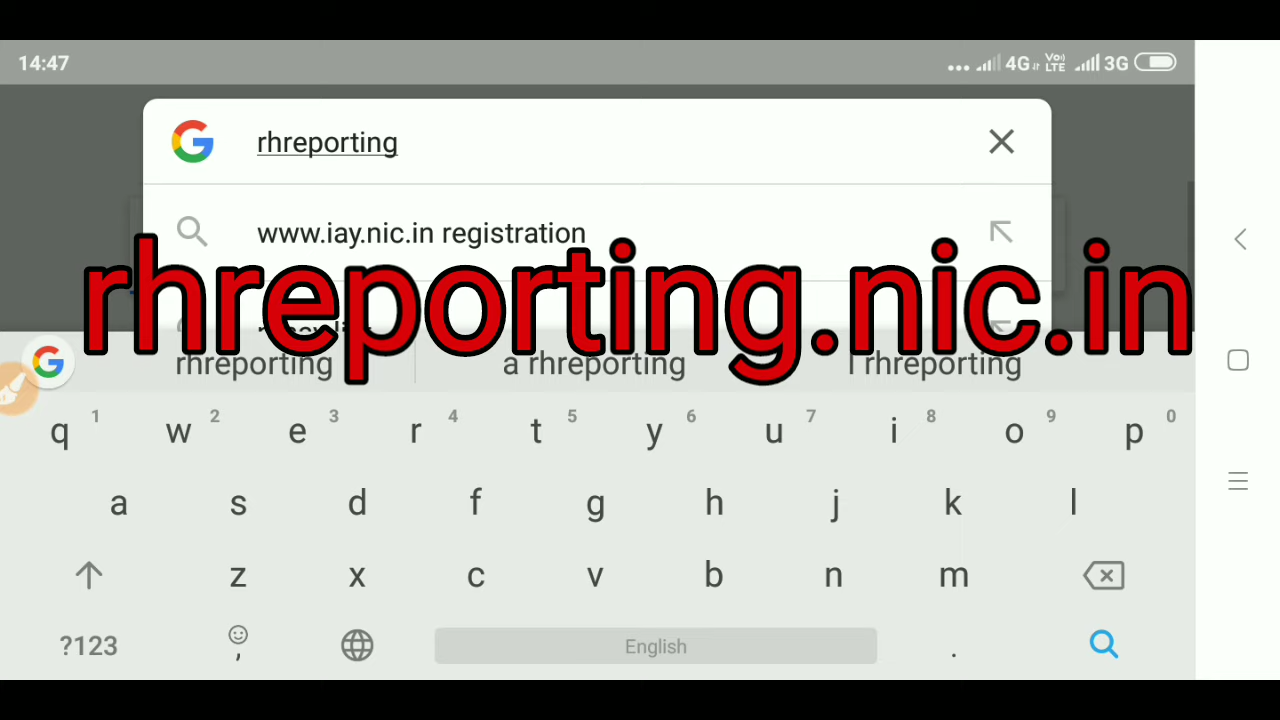 14:47 4G VoLTE 3G
rhreporting
www.iay.nic.in registration
rhreporting.nic.in
rhreporting a rhreporting l rhreporting
q 1 w 2 e 3 r 4 t 5 y 6 u 7 i 8 o 9 p 0
a s d f g h j k l
z x c v b n m
?123 , English .